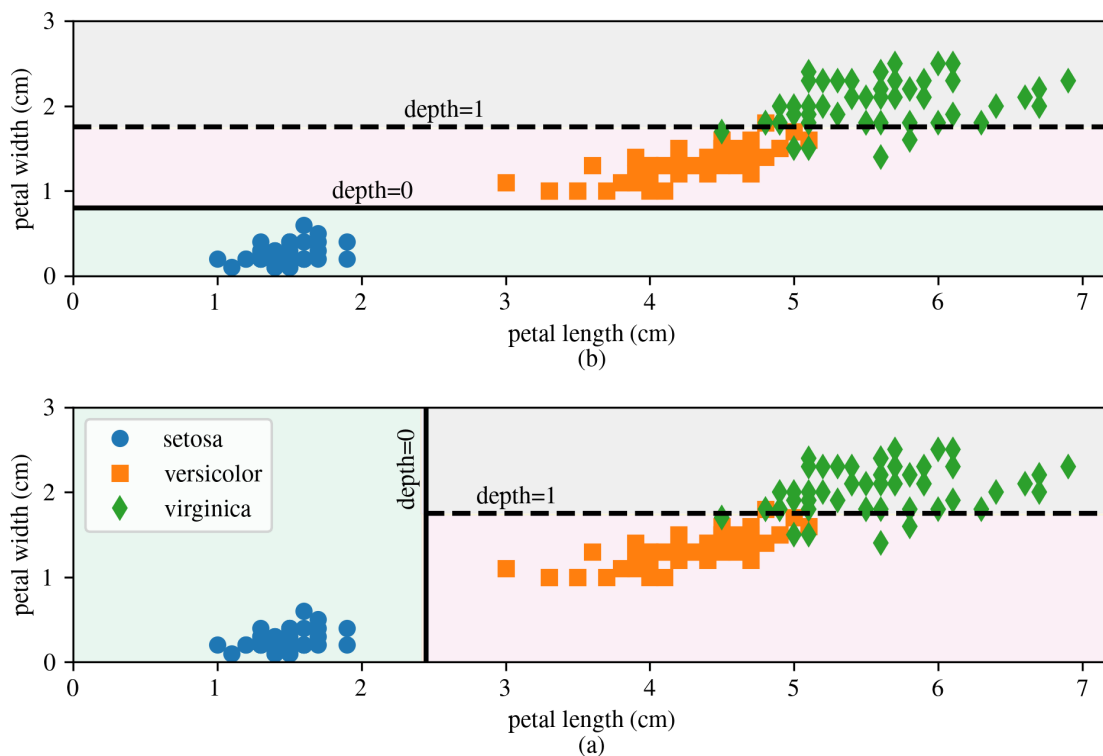 3
2
1
0
petal width (cm)
depth=1
depth=0
0 1 2 3 4 5 6 7
petal length (cm)
(b)
3
2
1
0
petal width (cm)
setosa
versicolor
virginica
depth=0
depth=1
0 1 2 3 4 5 6 7
petal length (cm)
(a)